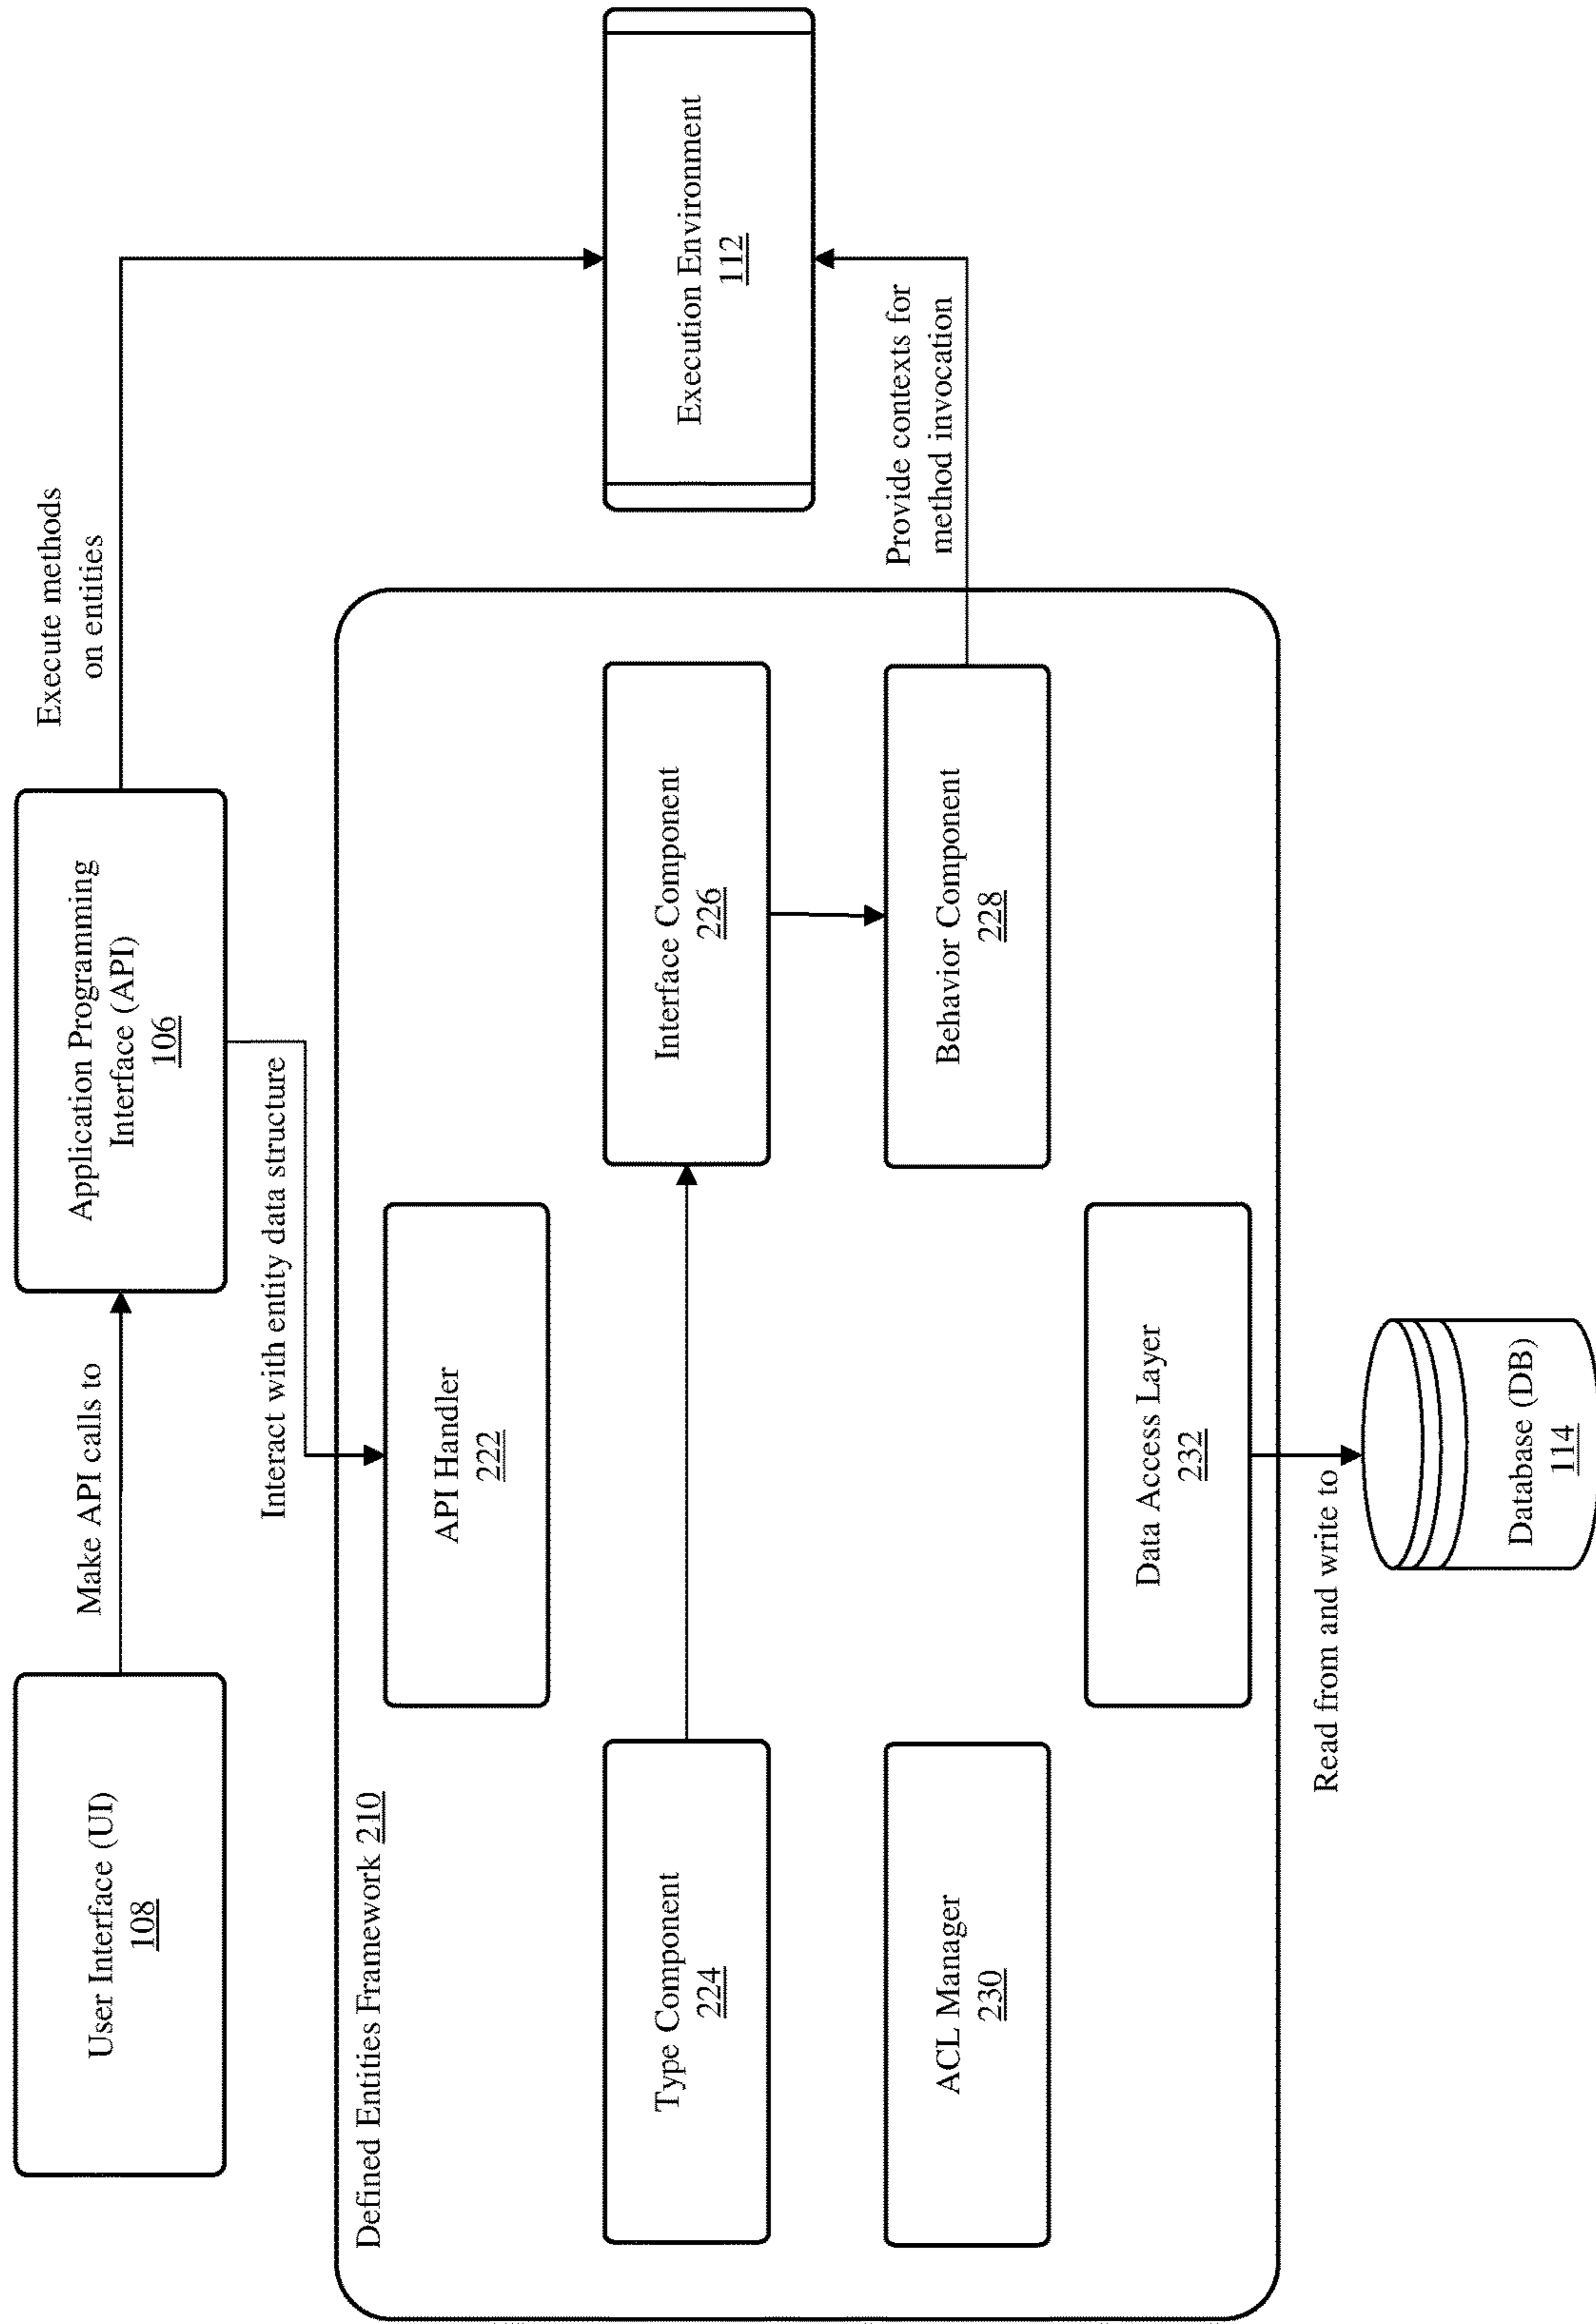 User Interface (UI)
108
Make API calls to
Application Programming
Interface (API)
106
Execute methods
on entities
Interact with entity data structure
Defined Entities Framework 210
API Handler
222
Type Component
224
Interface Component
226
Execution Environment
112
ACL Manager
230
Behavior Component
228
Provide contexts for
method invocation
Data Access Layer
232
Read from and write to
Database (DB)
114